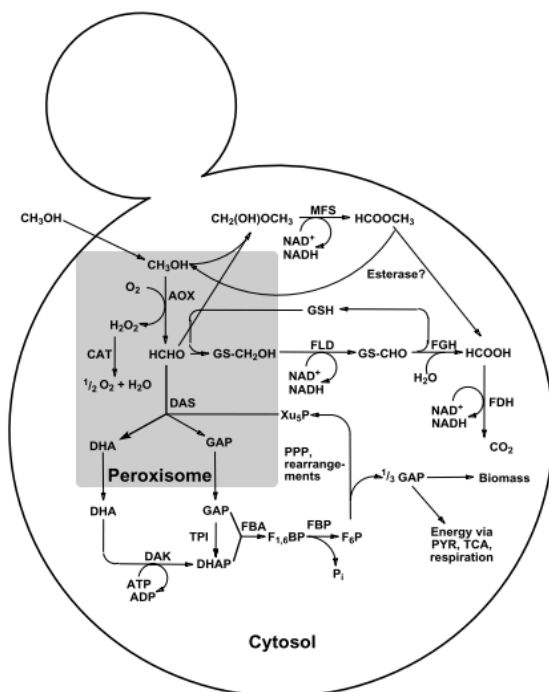 CH₂(OH)OCH₃ MFS HCOOCH₃
CH₃OH
NAD⁺
NADH
CH₃OH
Esterase?
O₂ AOX
GSH
H₂O₂
CAT HCHO GS-CH₂OH FLD GS-CHO FGH HCOOH
NAD⁺
NADH
H₂O
½ O₂ + H₂O
DAS
NAD⁺
NADH
FDH
Xu₅P
CO₂
DHA GAP
Peroxisome
PPP,
rearrange-
ments
1/3 GAP Biomass
DHA GAP
TPI FBA F₁,₆BP FBP F₆P
Energy via
PYR, TCA,
respiration
DAK DHAP
ATP
ADP
Pᵢ
Cytosol